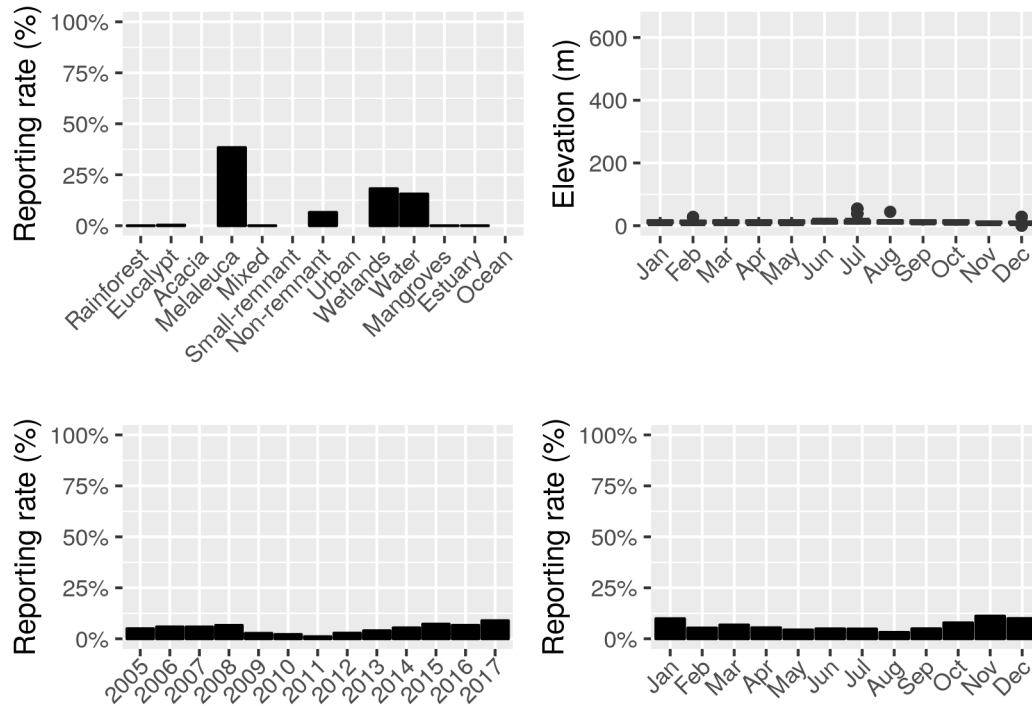 Reporting rate (%)
100%
75%
50%
25%
0%
Rainforest
Eucalypt
Acacia
Melaleuca
Mixed
Small-remnant
Non-remnant
Urban
Wetlands
Water
Mangroves
Estuary
Ocean
Elevation (m)
600
400
200
0
Jan
Feb
Mar
Apr
May
Jun
Jul
Aug
Sep
Oct
Nov
Dec
Reporting rate (%)
100%
75%
50%
25%
0%
2005
2006
2007
2008
2009
2010
2011
2012
2013
2014
2015
2016
2017
Reporting rate (%)
100%
75%
50%
25%
0%
Jan
Feb
Mar
Apr
May
Jun
Jul
Aug
Sep
Oct
Nov
Dec